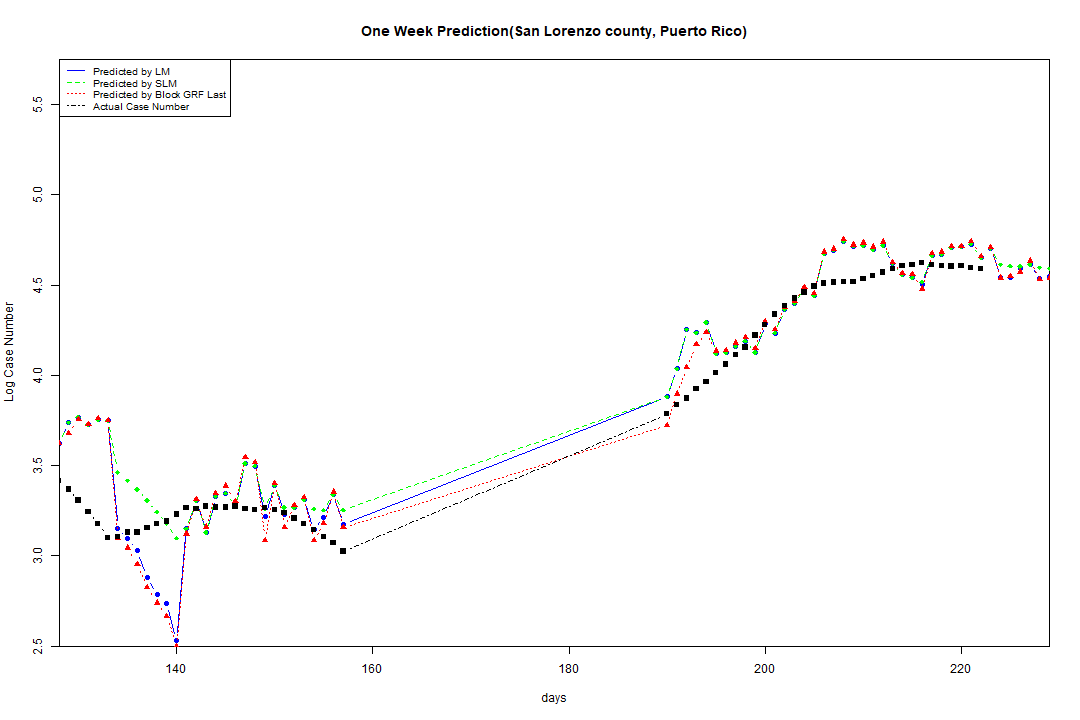 One Week Prediction(San Lorenzo county, Puerto Rico)
Predicted by LM
Predicted by SLM
Predicted by Block GRF Last
Actual Case Number
5.5
5.0
4.5
4.0
3.5
3.0
2.5
Log Case Number
140 160 180 200 220
days